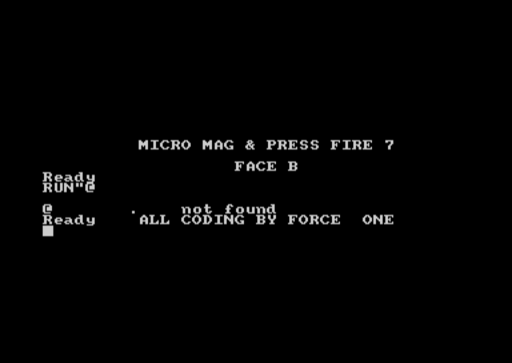 MICRO MAG & PRESS FIRE 7
FACE B
Ready
RUN"@
@ . not found
Ready ALL CODING BY FORCE ONE